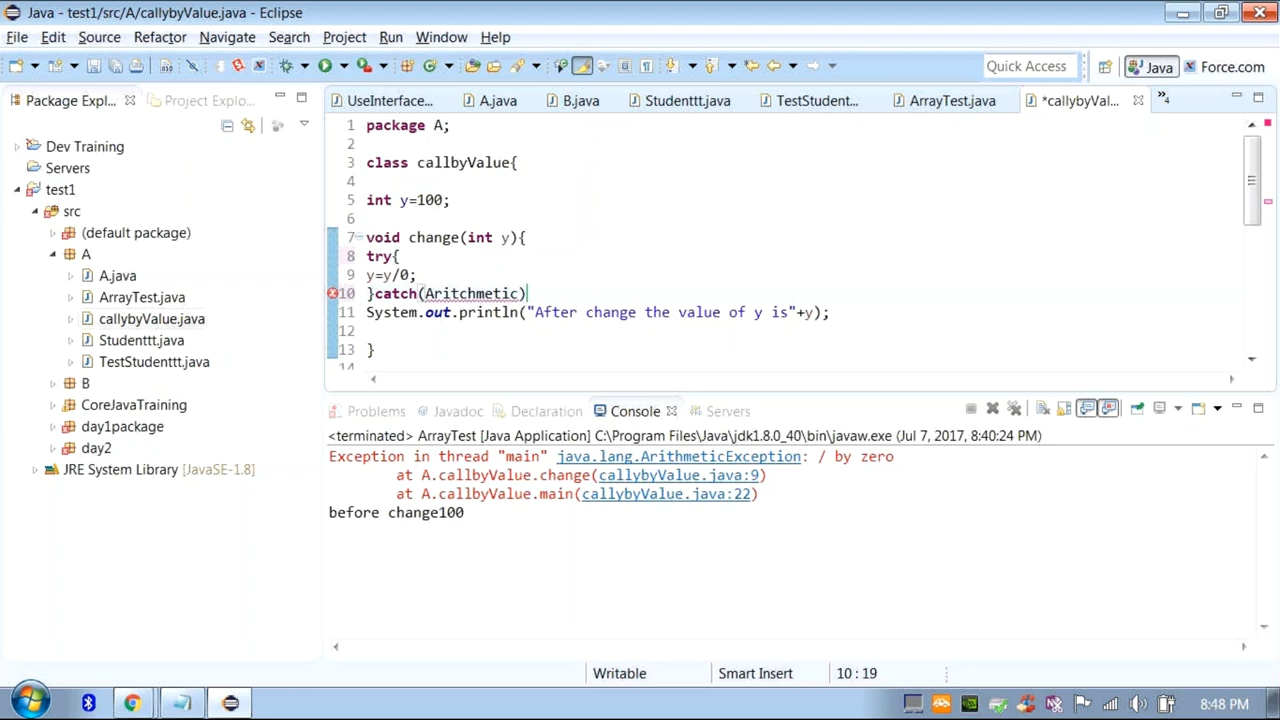 Java - test1/src/A/callybyValue.java - Eclipse
File Edit Source Refactor Navigate Search Project Run Window Help
Quick Access Java Force.com
Package Expl... Project Explo...
UseInterface... A.java B.java Studenttt.java TestStudent... ArrayTest.java *callybyVal... »4
Dev Training
Servers
test1
src
(default package)
A
A.java
ArrayTest.java
callybyValue.java
Studenttt.java
TestStudenttt.java
B
CoreJavaTraining
day1package
day2
JRE System Library [JavaSE-1.8]
1 package A;
2
3 class callbyValue{
4
5 int y=100;
6
7 void change(int y){
8 try{
9 y=y/0;
10 }catch(Aritchmetic)
11 System.out.println("After change the value of y is"+y);
12
13 }
14
Problems Javadoc Declaration Console Servers
<terminated> ArrayTest [Java Application] C:\Program Files\Java\jdk1.8.0_40\bin\javaw.exe (Jul 7, 2017, 8:40:24 PM)
Exception in thread "main" java.lang.ArithmeticException: / by zero
at A.callbyValue.change(callybyValue.java:9)
at A.callbyValue.main(callybyValue.java:22)
before change100
Writable Smart Insert 10 : 19
8:48 PM